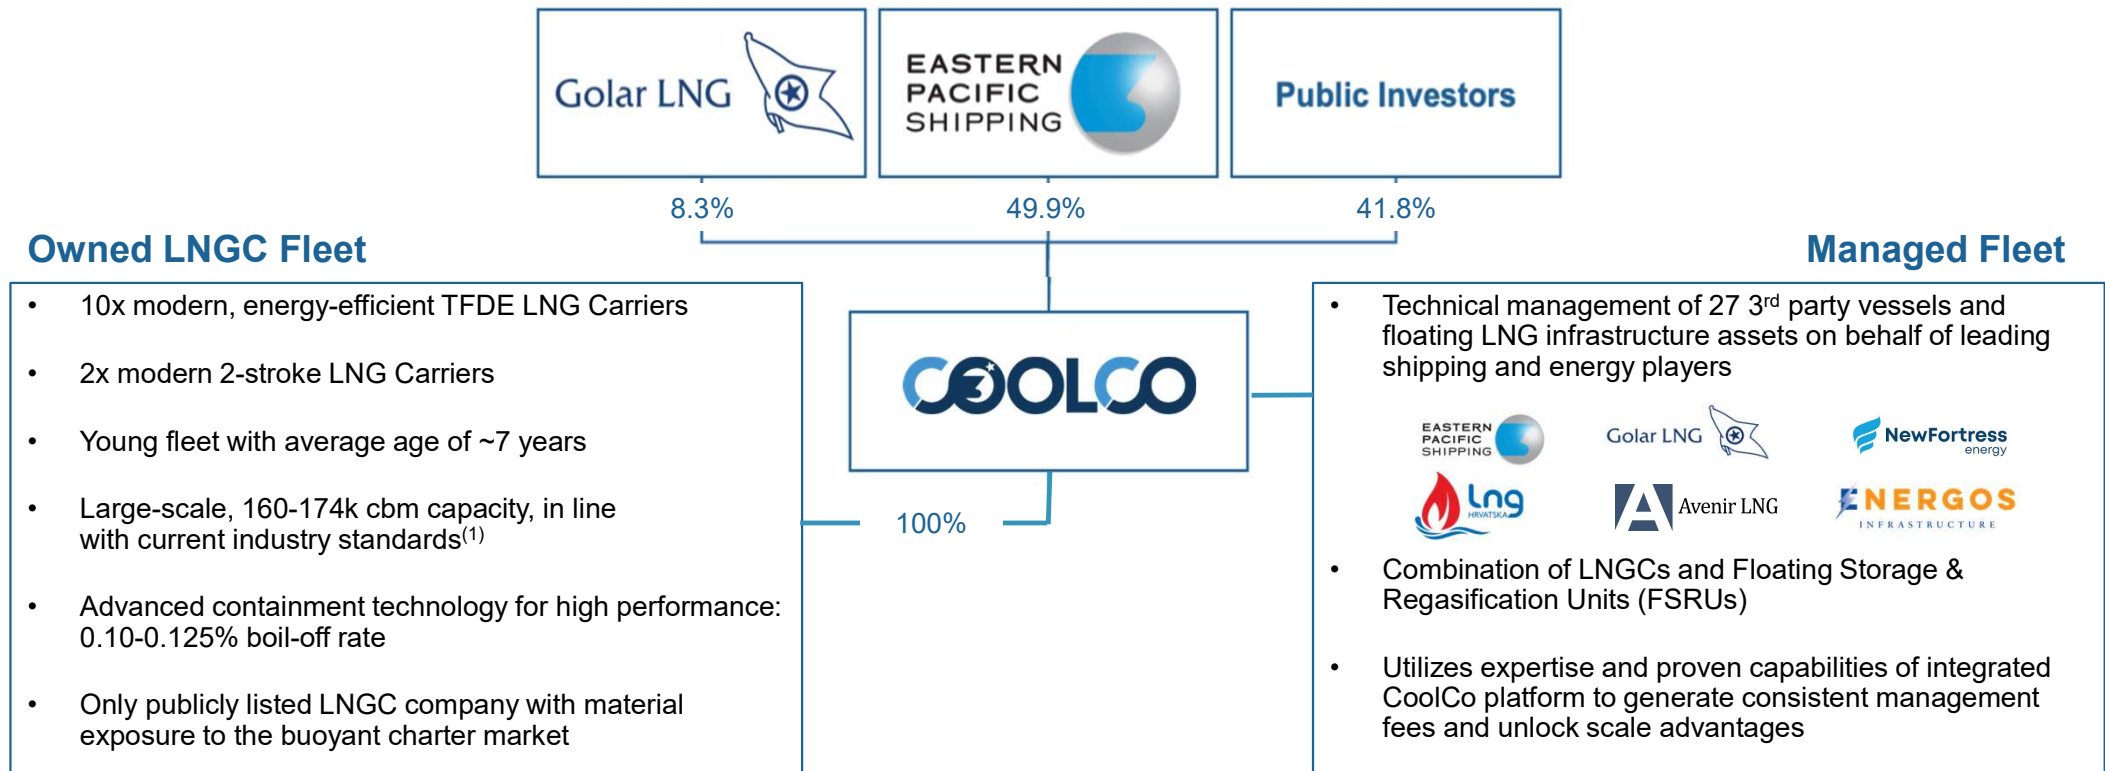 Golar LNG
EASTERN
PACIFIC
SHIPPING
Public Investors
8.3%
49.9%
41.8%
Owned LNGC Fleet
• 10x modern, energy-efficient TFDE LNG Carriers
• 2x modern 2-stroke LNG Carriers
• Young fleet with average age of ~7 years
• Large-scale, 160-174k cbm capacity, in line
with current industry standards(1)
• Advanced containment technology for high performance:
0.10-0.125% boil-off rate
• Only publicly listed LNGC company with material
exposure to the buoyant charter market
COOLCO
100%
Managed Fleet
• Technical management of 27 3rd party vessels and
floating LNG infrastructure assets on behalf of leading
shipping and energy players
EASTERN
PACIFIC
SHIPPING
Golar LNG
NewFortress
energy
Lng
HRVATSKA
Avenir LNG
ENERGOS
INFRASTRUCTURE
• Combination of LNGCs and Floating Storage &
Regasification Units (FSRUs)
• Utilizes expertise and proven capabilities of integrated
CoolCo platform to generate consistent management
fees and unlock scale advantages